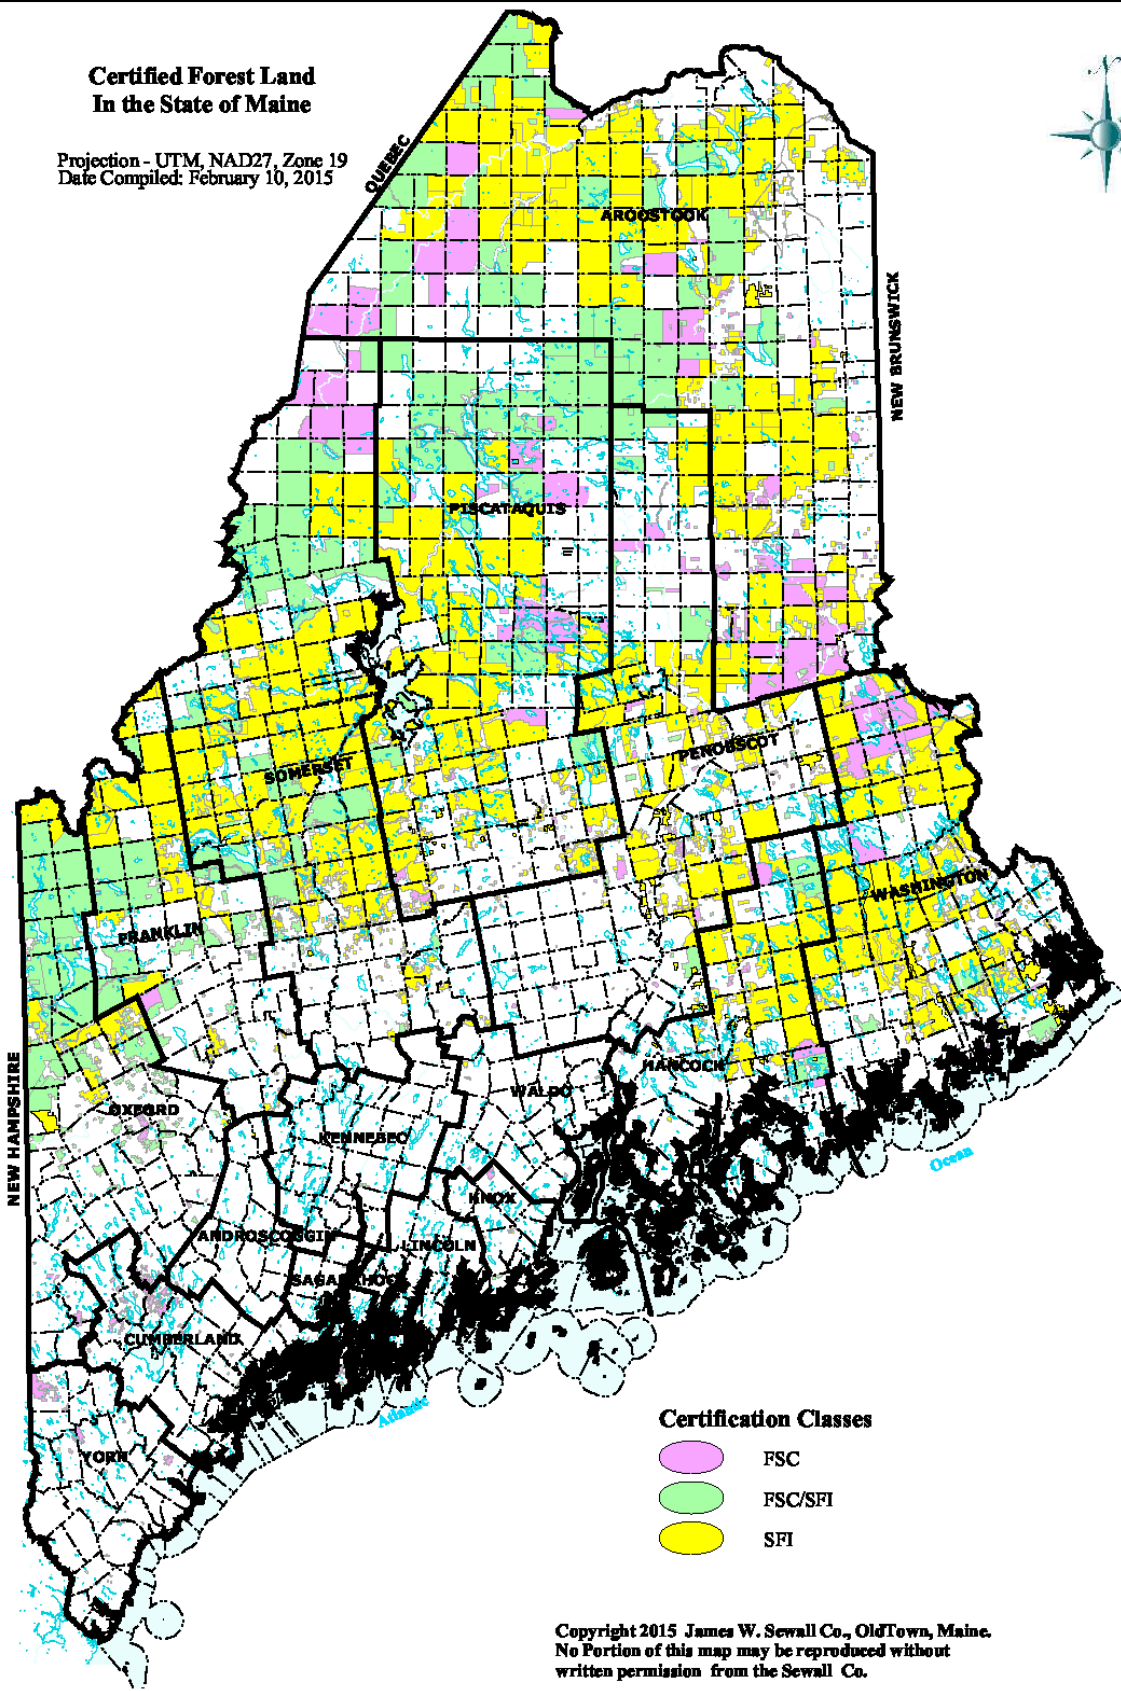 Certified Forest Land
In the State of Maine
Projection - UTM, NAD27, Zone 19
Date Compiled: February 10, 2015
N
QUEBEC
AROOSTOOK
NEW BRUNSWICK
PISCATAQUIS
PENOBSCOT
SOMERSET
WASHINGTON
FRANKLIN
HANCOCK
NEW HAMPSHIRE
WALDO
OXFORD
KENNEBEC
Ocean
KNOX
ANDROSCOGGIN
LINCOLN
SAGADAHOC
CUMBERLAND
Atlantic
YORK
Certification Classes
FSC
FSC/SFI
SFI
Copyright 2015 James W. Sewall Co., OldTown, Maine.
No Portion of this map may be reproduced without
written permission from the Sewall Co.